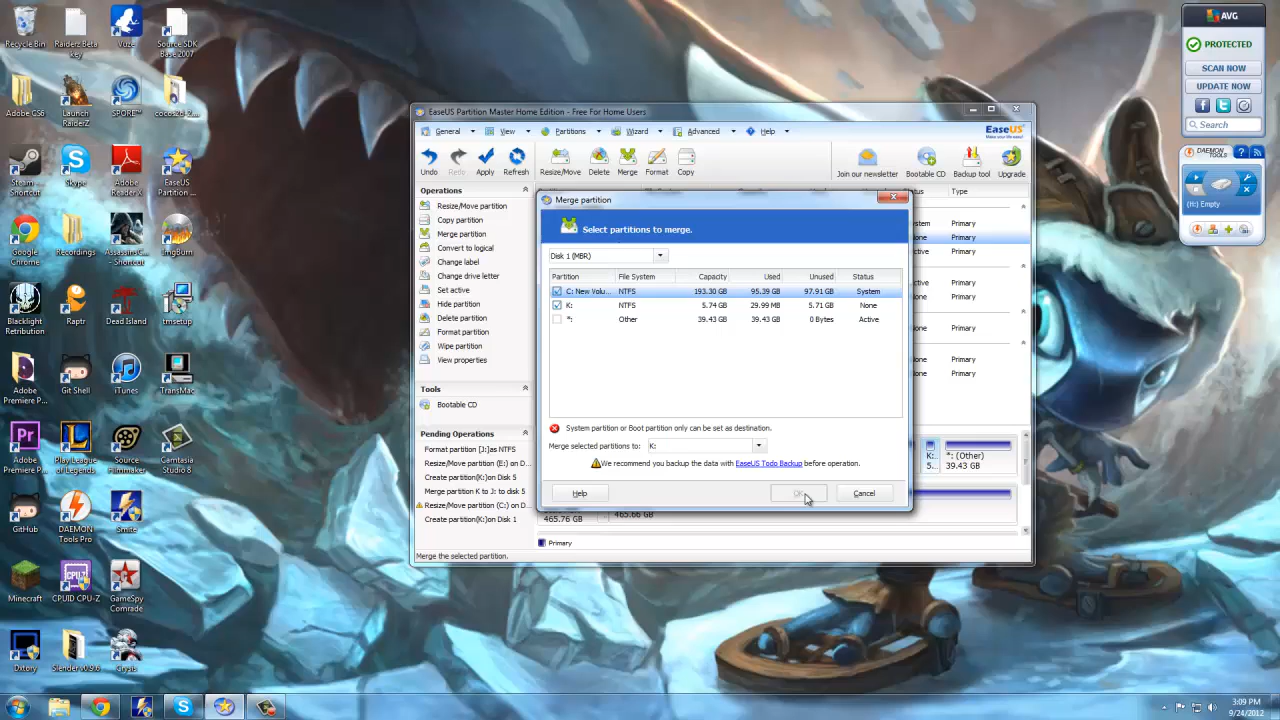 Recycle Bin
Raiderz Beta key
Voze
Source SDK Base 2007
Adobe CS6
Launch RaiderZ
SPORE™
cocos2d-2...
Steam - Shortcut
Skype
Adobe Reader X
EaseUS Partition ...
Google Chrome
Recordings
Assassin's C... - Shortcut
ImgBurn
Blacklight Retribution
Raptr
Dead Island
tmsetup
Adobe Premiere P...
Git Shell
iTunes
TransMac
Adobe Premiere P...
Play League of Legends
Source Filmmaker
Camtasia Studio 8
GitHub
DAEMON Tools Pro
Smite
Minecraft
CPUID CPU-Z
GameSpy Comrade
Dxtory
Slender v0.9.6
Crysis
EaseUS Partition Master Home Edition - Free For Home Users
General
View
Partitions
Wizard
Advanced
Help
EaseUS
Make your life easy!
Undo
Redo
Apply
Refresh
Resize/Move
Delete
Merge
Format
Copy
Join our newsletter
Bootable CD
Backup tool
Upgrade
Operations
Resize/Move partition
Copy partition
Merge partition
Convert to logical
Change label
Change drive letter
Set active
Hide partition
Delete partition
Format partition
Wipe partition
View properties
Tools
Bootable CD
Pending Operations
Format partition [J:]as NTFS
Resize/Move partition (E:) on D...
Create partition(K:)on Disk 5
Merge partition K to J: to disk 5
Resize/Move partition (C:) on D...
Create partition(K:)on Disk 1
Merge the selected partition.
Type
Primary
Primary
Primary
Primary
Primary
Primary
Primary
Primary
Merge partition
Select partitions to merge.
Disk 1 (MBR)
Partition File System Capacity Used Unused Status
C: New Volu... NTFS 193.30 GB 95.39 GB 97.91 GB System
K: NTFS 5.74 GB 29.99 MB 5.71 GB None
*: Other 39.43 GB 39.43 GB 0 Bytes Active
System partition or Boot partition only can be set as destination.
Merge selected partitions to: K:
We recommend you backup the data with EaseUS Todo Backup before operation.
Help
Cancel
K:
5...
*: (Other)
39.43 GB
465.76 GB
465.66 GB
Primary
AVG
PROTECTED
SCAN NOW
UPDATE NOW
Search
DAEMON TOOLS
(H:) Empty
3:09 PM
9/24/2012